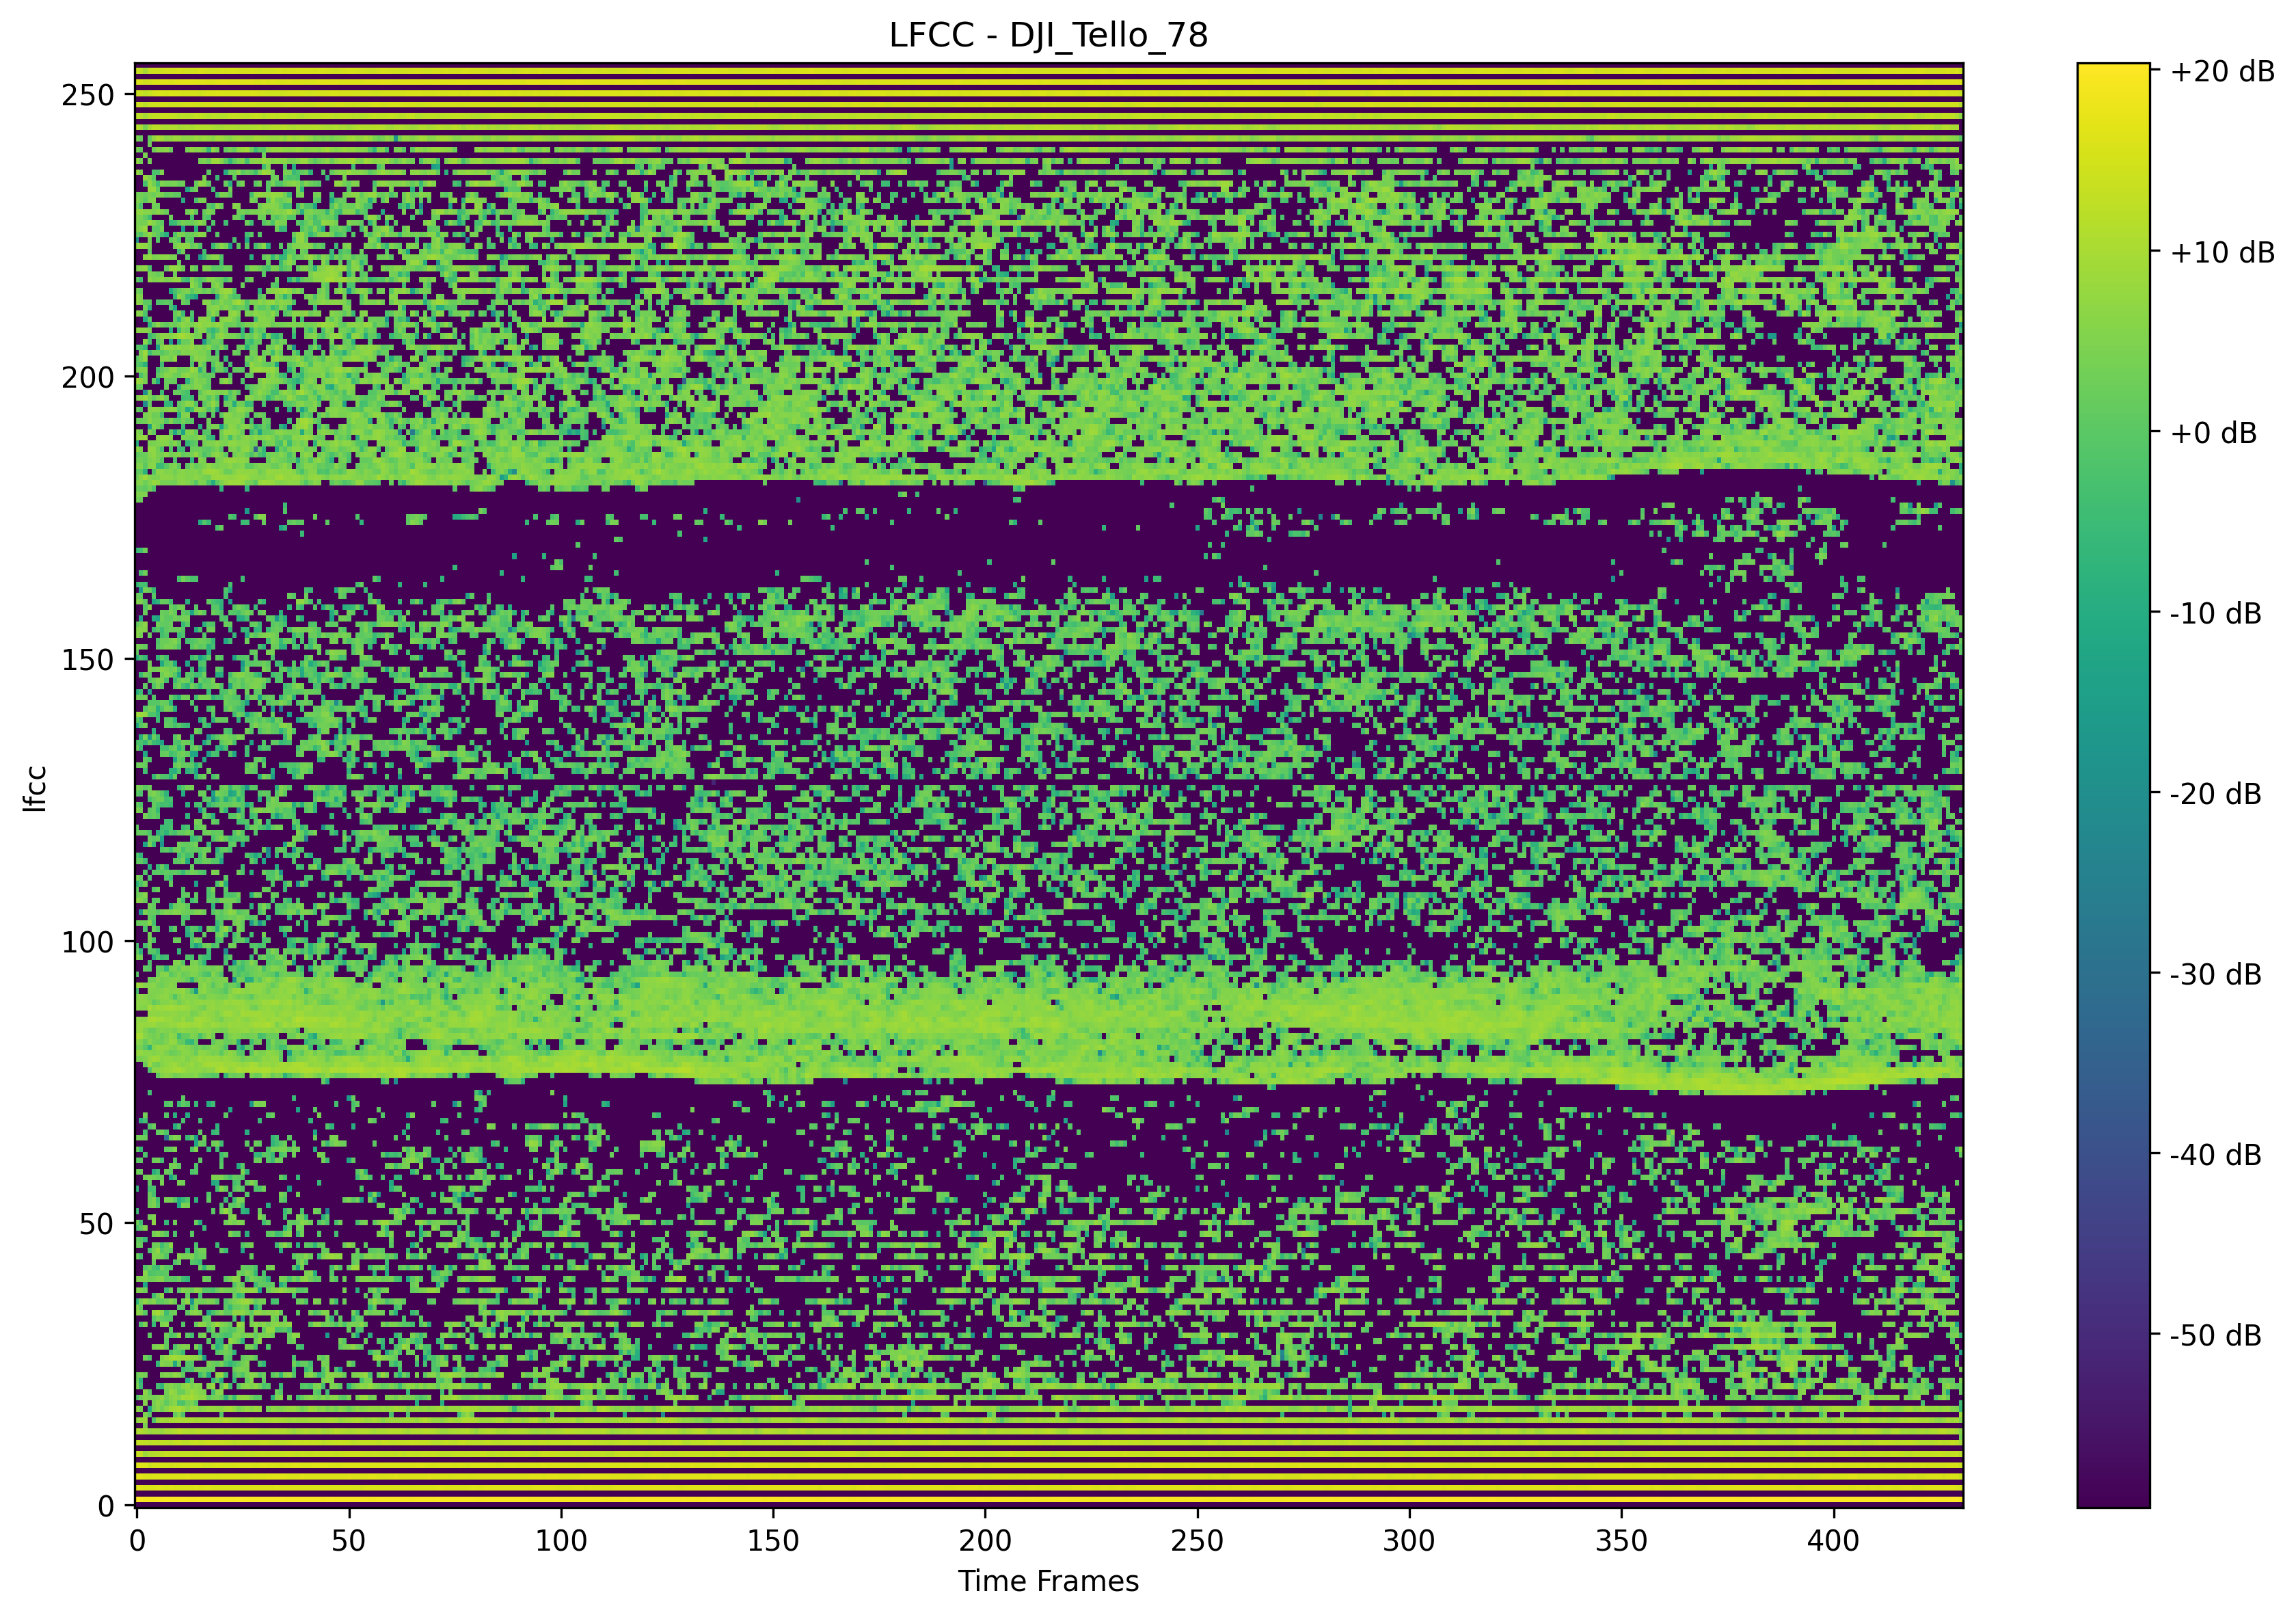 LFCC - DJI_Tello_78
lfcc
250
200
150
100
50
0
0 50 100 150 200 250 300 350 400
Time Frames
+20 dB
+10 dB
+0 dB
-10 dB
-20 dB
-30 dB
-40 dB
-50 dB